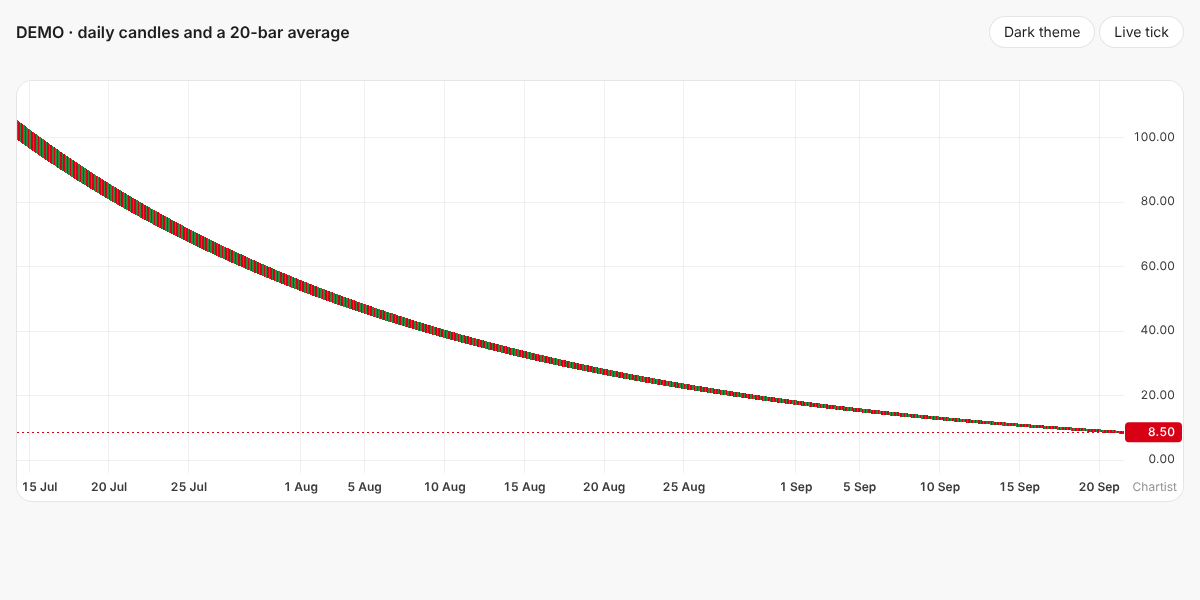 DEMO · daily candles and a 20-bar average
Dark theme
Live tick
100.00
80.00
60.00
40.00
20.00
8.50
0.00
15 Jul 20 Jul 25 Jul 1 Aug 5 Aug 10 Aug 15 Aug 20 Aug 25 Aug 1 Sep 5 Sep 10 Sep 15 Sep 20 Sep Chartist